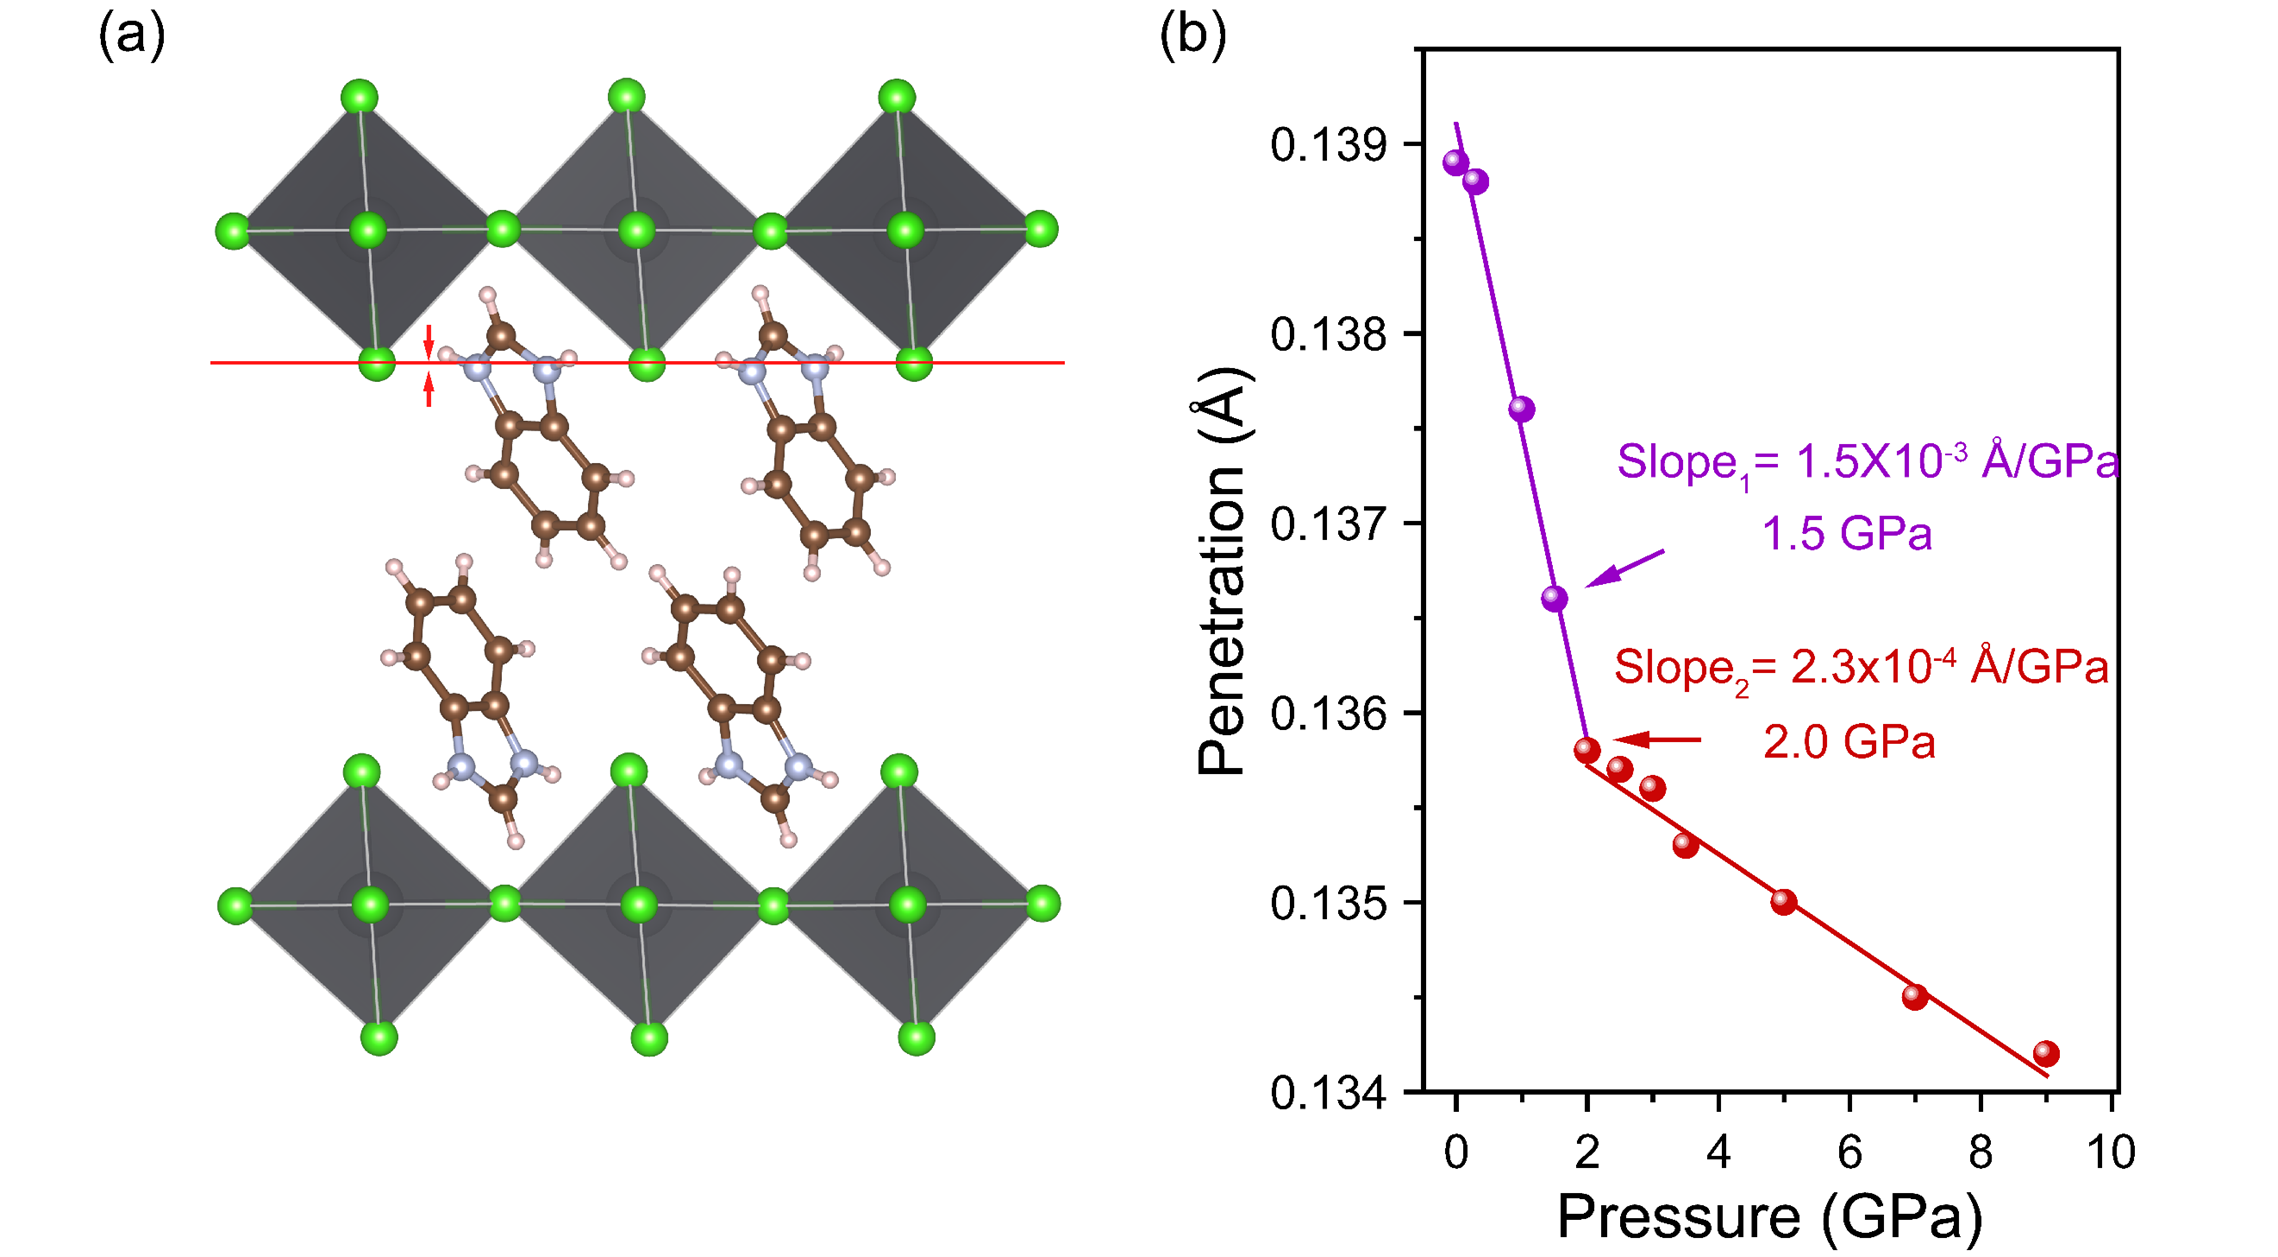 (a)
(b)
Penetration (Å)
0.139
0.138
0.137
0.136
0.135
0.134
Slope₁= 1.5X10⁻³ Å/GPa
1.5 GPa
Slope₂= 2.3x10⁻⁴ Å/GPa
2.0 GPa
0 2 4 6 8 10
Pressure (GPa)